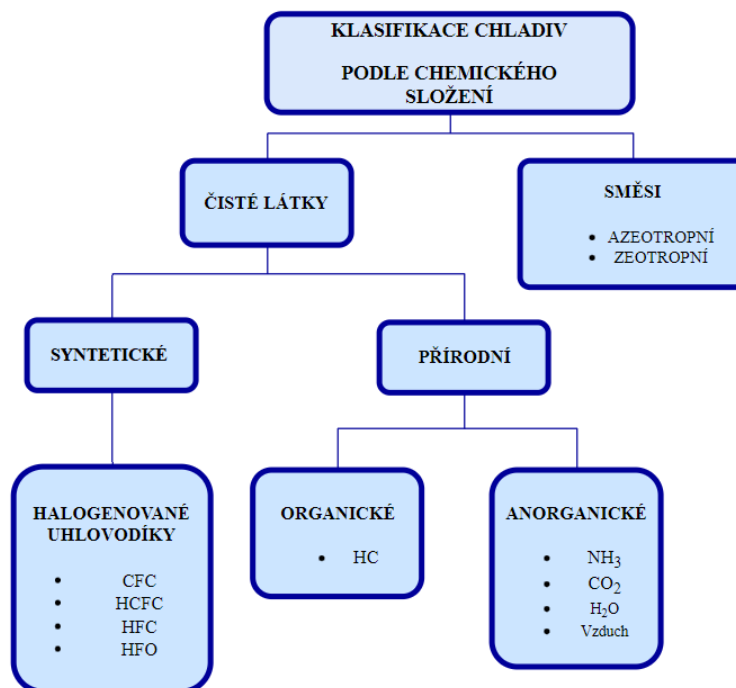 KLASIFIKACE CHLADIV
PODLE CHEMICKÉHO
SLOŽENÍ
ČISTÉ LÁTKY
SMĚSI
• AZEOTROPNÍ
• ZEOTROPNÍ
SYNTETICKÉ
PŘÍRODNÍ
HALOGENOVANÉ
UHLOVODÍKY
• CFC
• HCFC
• HFC
• HFO
ORGANICKÉ
• HC
ANORGANICKÉ
• NH₃
• CO₂
• H₂O
• Vzduch